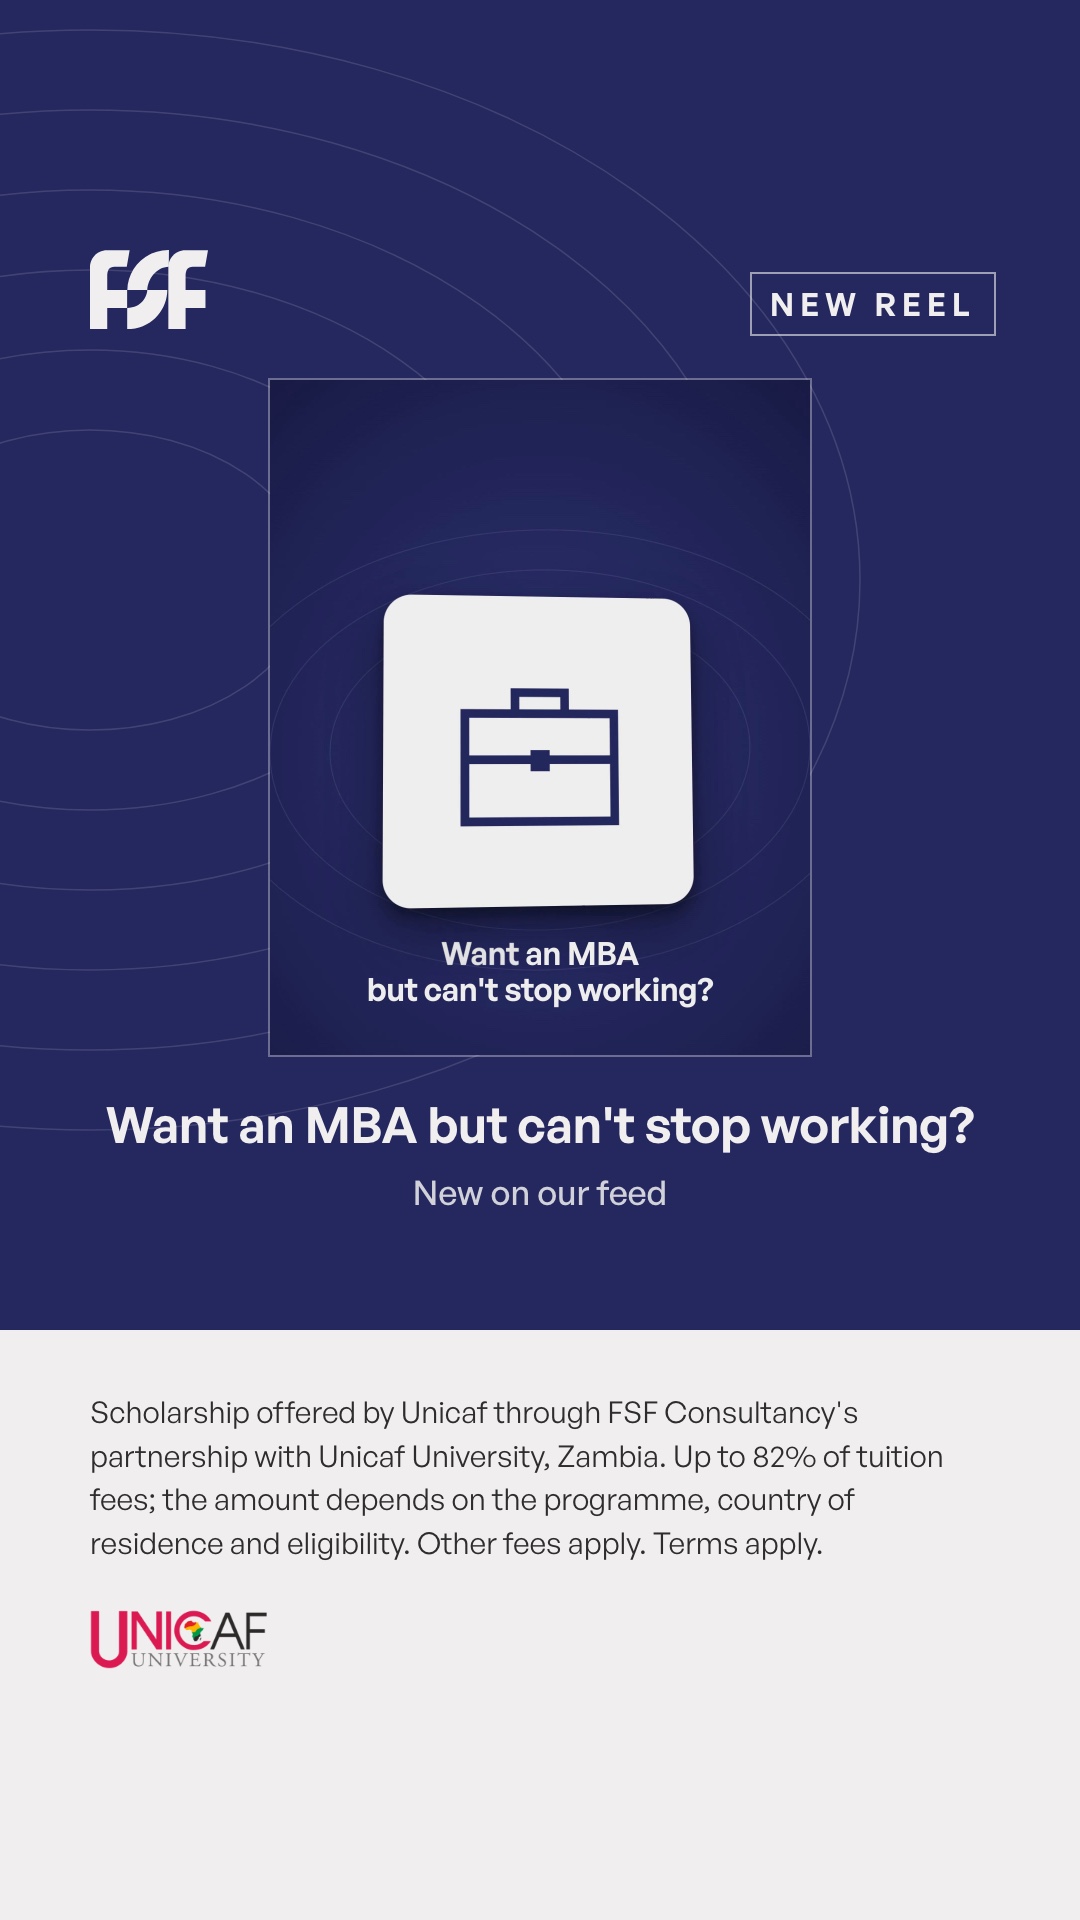 FSF
NEW REEL
Want an MBA
but can't stop working?
Want an MBA but can't stop working?
New on our feed
Scholarship offered by Unicaf through FSF Consultancy's
partnership with Unicaf University, Zambia. Up to 82% of tuition
fees; the amount depends on the programme, country of
residence and eligibility. Other fees apply. Terms apply.
UNICAF
UNIVERSITY